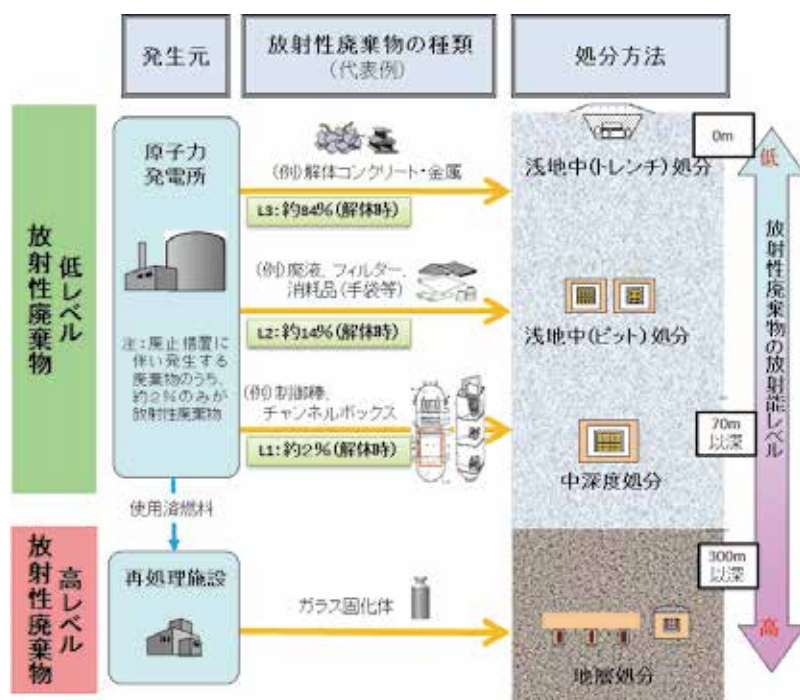 発生元
放射性廃棄物の種類
(代表例)
処分方法
低レベル
放射性廃棄物
原子力
発電所
注:廃止措置に
伴い発生する
廃棄物のうち、
約2%のみが
放射性廃棄物
(例)解体コンクリート・金属
L3:約84%(解体時)
(例)廃液、フィルター、
消耗品(手袋等)
L2:約14%(解体時)
(例)制御棒、
チャンネルボックス
L1:約2%(解体時)
浅地中(トレンチ)処分
浅地中(ピット)処分
中深度処分
0m
70m
以深
300m
以深
低
放射性廃棄物の放射能レベル
高
使用済燃料
高レベル
放射性廃棄物
再処理施設
ガラス固化体
地層処分